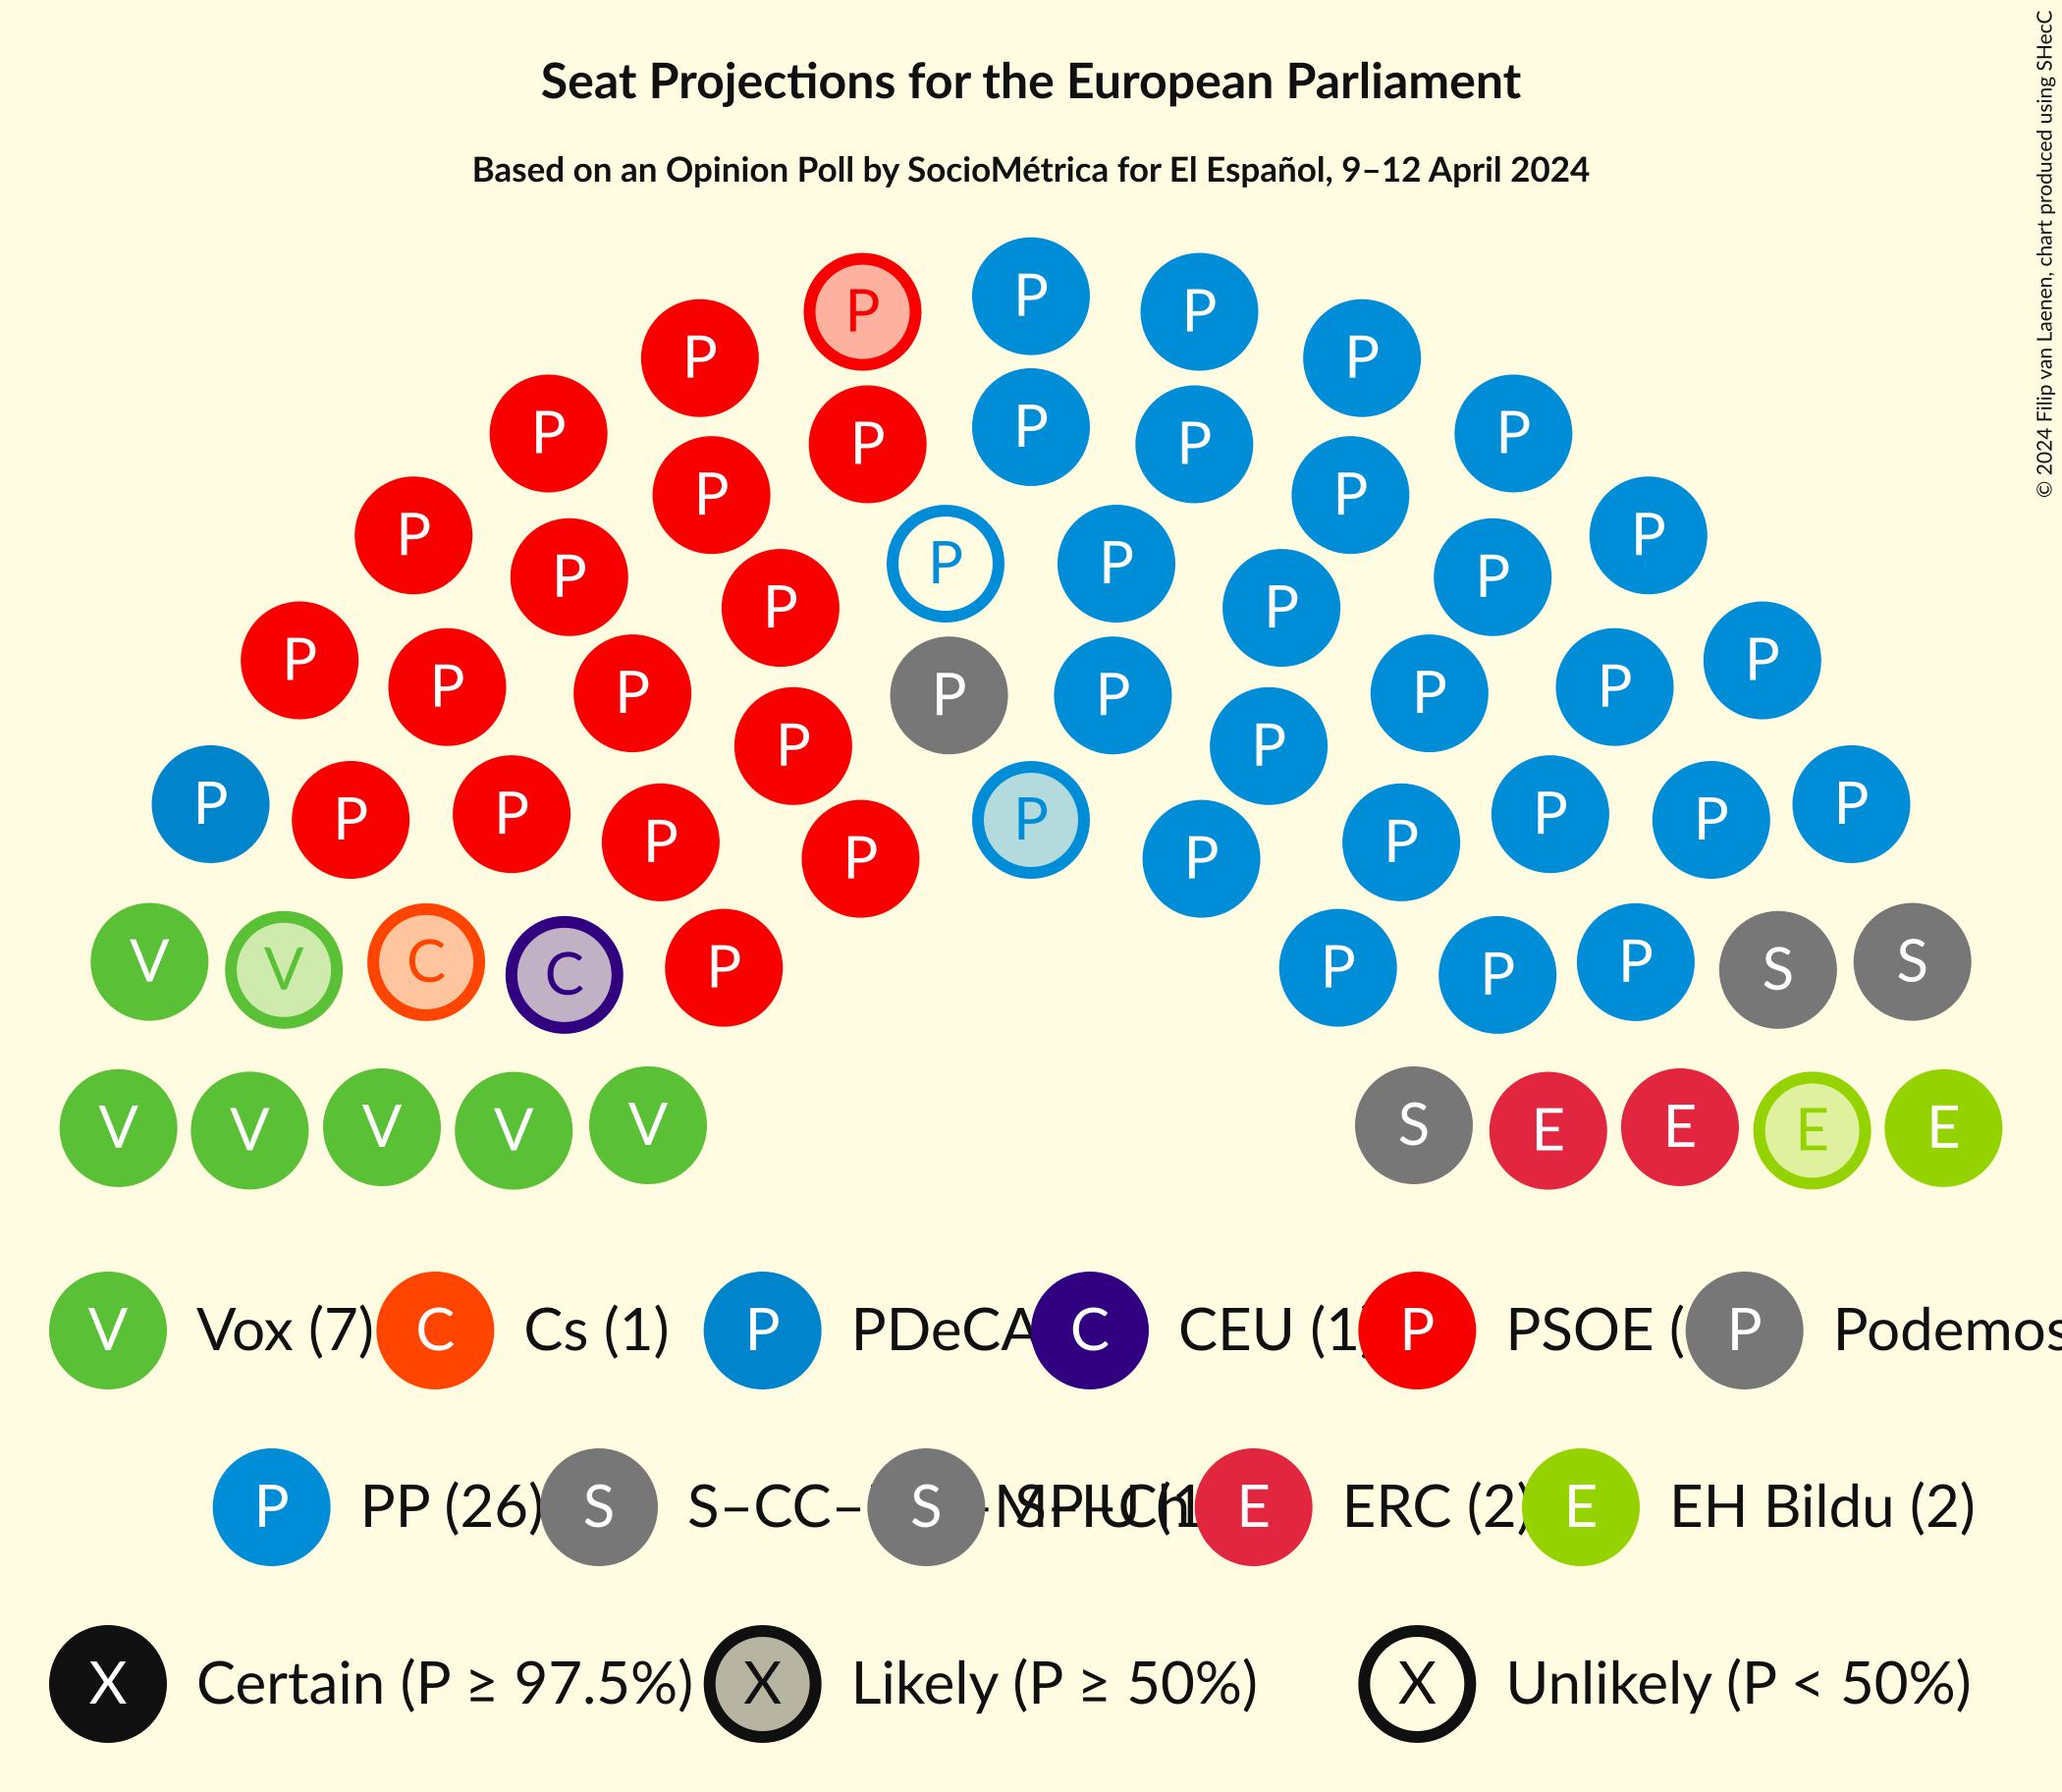 Seat Projections for the European Parliament
Based on an Opinion Poll by SocioMétrica for El Español, 9–12 April 2024
© 2024 Filip van Laenen, chart produced using SHecC
P P P
P P P
P P P P
P P P P
P P P P
P P P P
P P P P
P P P P
P P P P P
P P P P
P P P P
P P P P
V V C C P P P P S S
V V V V V S E E E E
V Vox (7) C Cs (1) P PDeCA C CEU (1 P PSOE ( P Podemos
P PP (26) S S–CC– S E ERC (2) E EH Bildu (2)
X Certain (P ≥ 97.5%) X Likely (P ≥ 50%) X Unlikely (P < 50%)